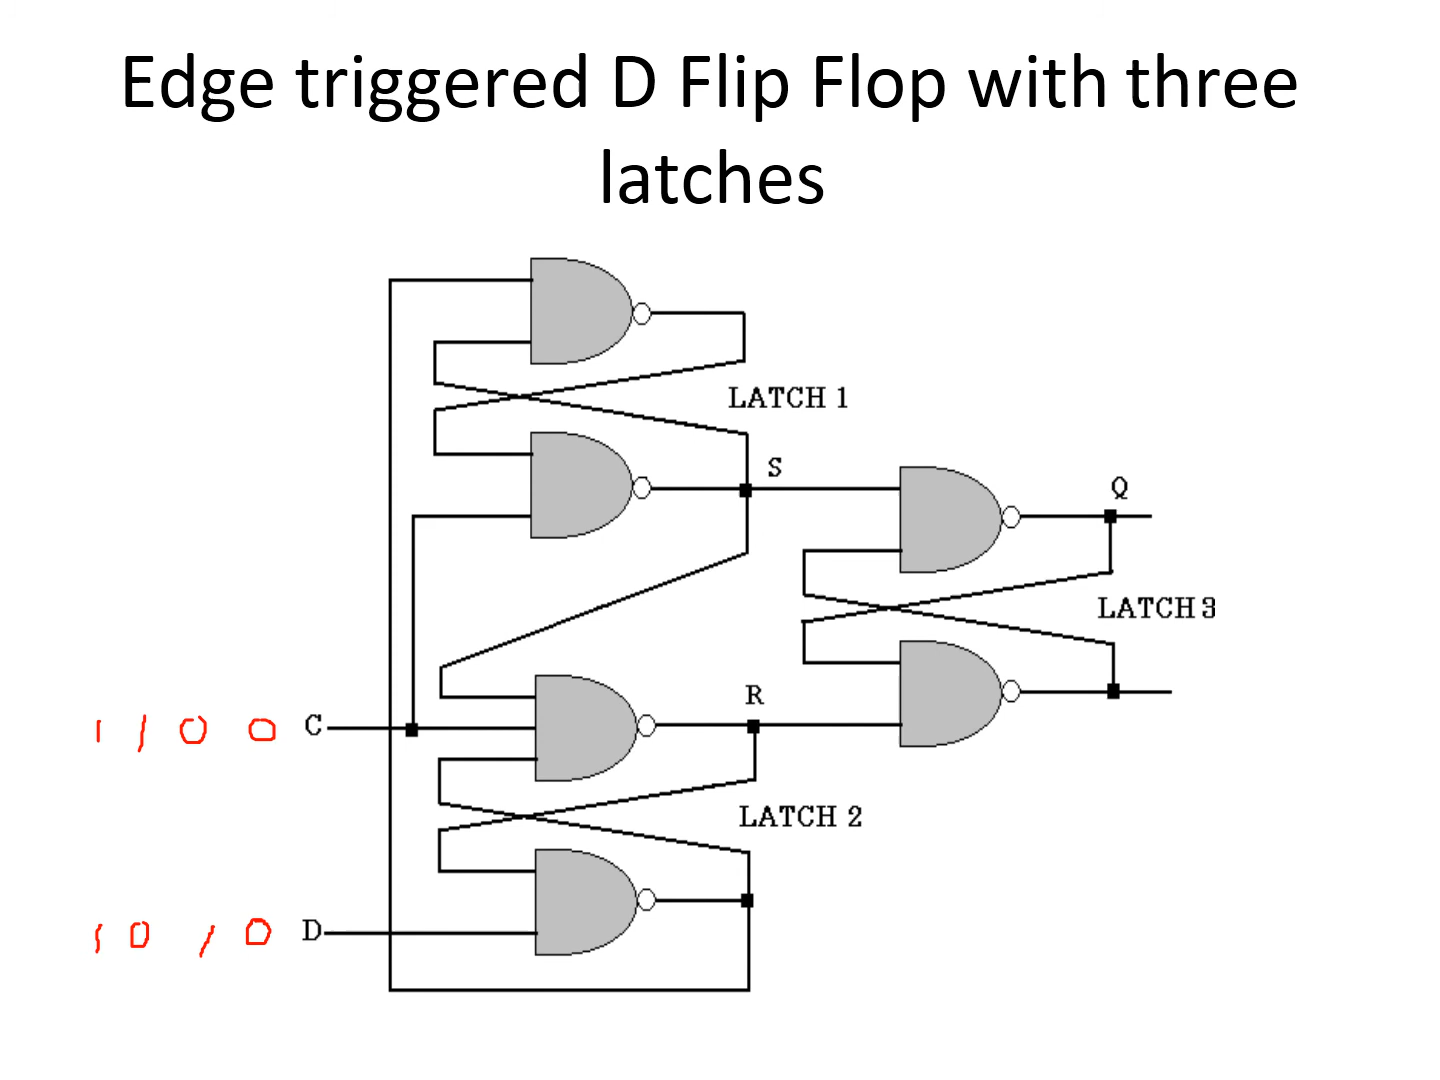 Edge triggered D Flip Flop with three
latches
LATCH 1
S
Q
LATCH 3
R
1 1 0 0 C
LATCH 2
1 0 1 0 D